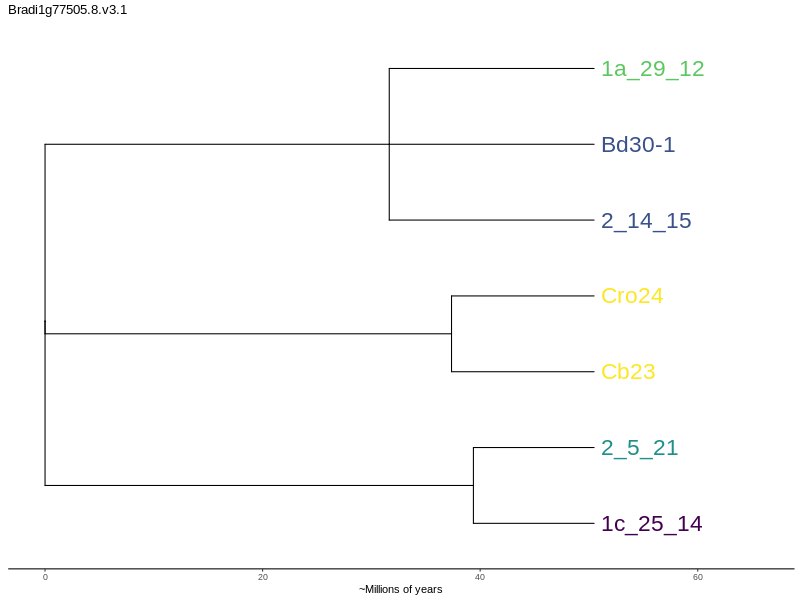 Bradi1g77505.8.v3.1
1a_29_12
Bd30-1
2_14_15
Cro24
Cb23
2_5_21
1c_25_14
0 20 40 60
~Millions of years